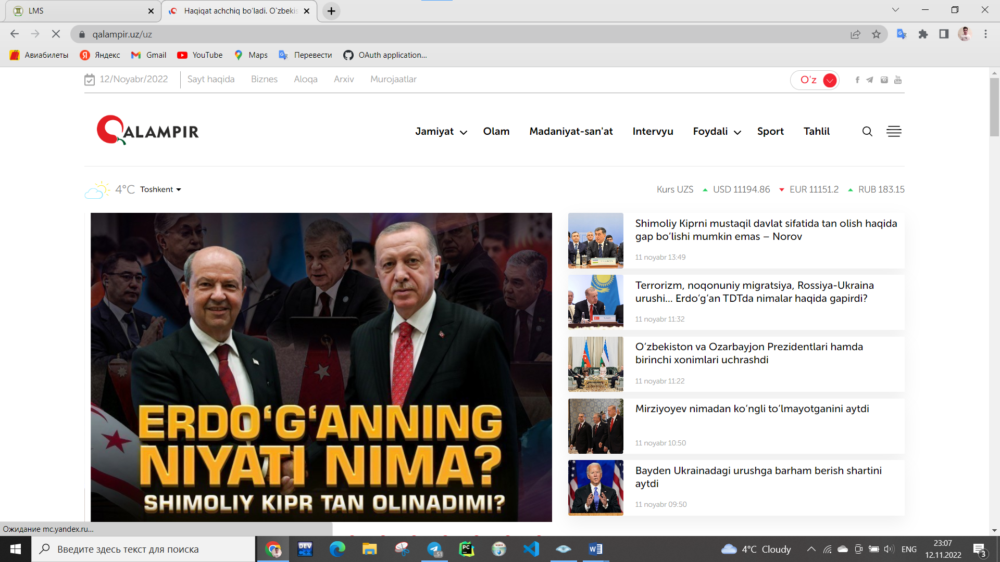 LMS
Haqiqat achchiq bo‘ladi. O`zbekis
qalampir.uz/uz
Авиабилеты Яндекс Gmail YouTube Maps Перевести OAuth application...
12/Noyabr/2022 Sayt haqida Biznes Aloqa Arxiv Murojaatlar O'z You Tube
QALAMPIR Jamiyat Olam Madaniyat-san'at Intervyu Foydali Sport Tahlil
4°C Toshkent Kurs UZS USD 11194.86 EUR 11151.2 RUB 183.15
ERDO‘G‘ANNING
NIYATI NIMA?
SHIMOLIY KIPR TAN OLINADIMI?
Shimoliy Kiprni mustaqil davlat sifatida tan olish haqida
gap bo‘lishi mumkin emas – Norov
11 noyabr 13:49
Terrorizm, noqonuniy migratsiya, Rossiya-Ukraina
urushi... Erdo‘g‘an TDTda nimalar haqida gapirdi?
11 noyabr 11:32
O‘zbekiston va Ozarbayjon Prezidentlari hamda
birinchi xonimlari uchrashdi
11 noyabr 11:22
Mirziyoyev nimadan ko‘ngli to‘lmayotganini aytdi
11 noyabr 10:50
Bayden Ukrainadagi urushga barham berish shartini
aytdi
11 noyabr 09:50
Ожидание mc.yandex.ru...
Введите здесь текст для поиска DEV C++ 51 PC W 4°C Cloudy ENG
23:07
12.11.2022
3